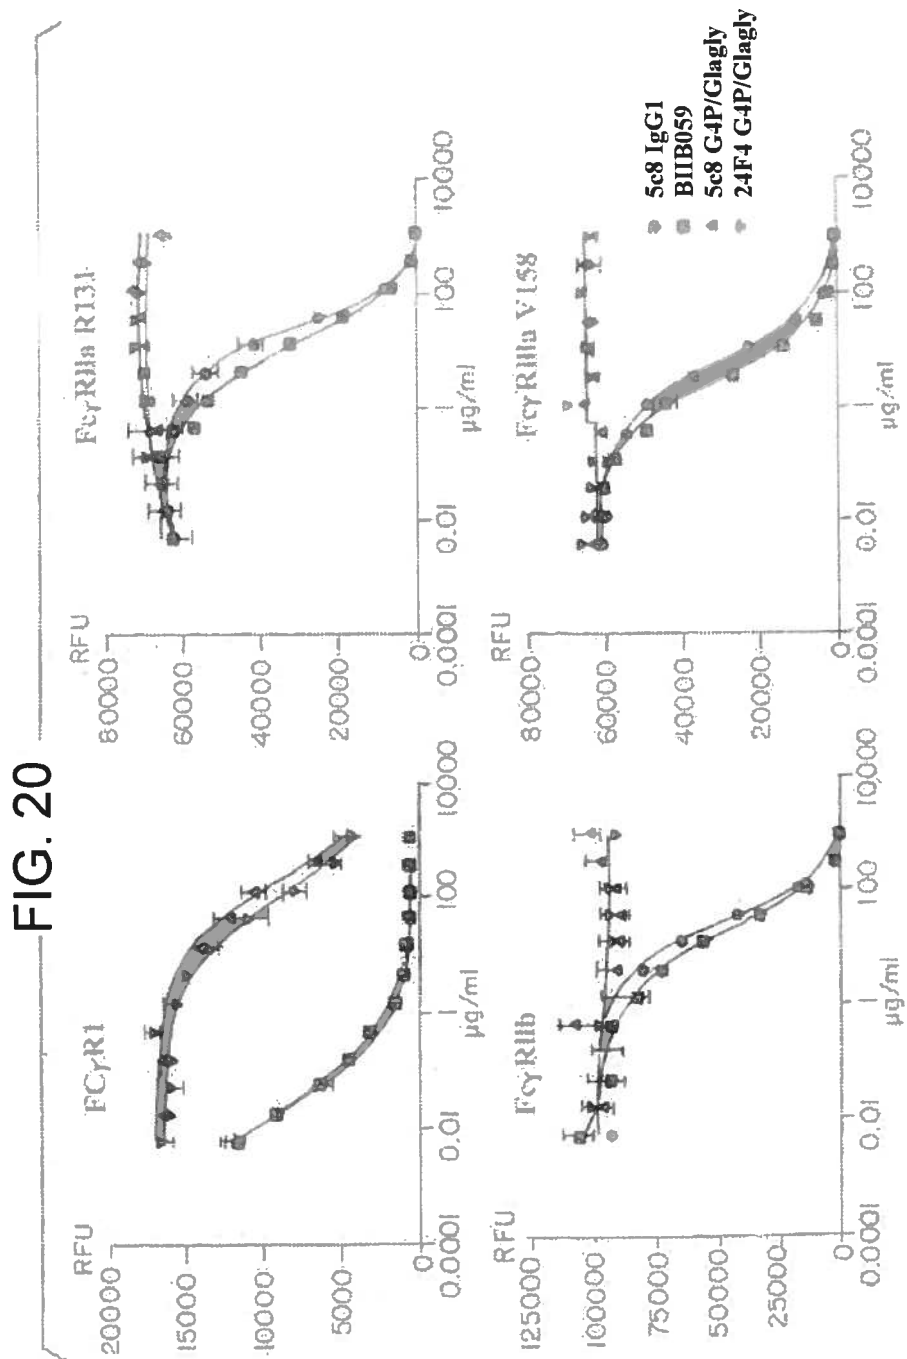 FIG. 20
FCγR1
RFU
20000
15000
10000
5000
0
0.0001
0.01
1
100
10,000
µg/ml
FcγRIIa R131
RFU
80000
60000
40000
20000
0
0.0001
0.01
1
100
10000
µg/ml
FcγRIIb
RFU
125000
100000
75000
50000
25000
0
0.0001
0.01
1
100
10,000
µg/ml
FcγRIIIa V158
RFU
80000
60000
40000
20000
0
0.0001
0.01
1
100
10000
µg/ml
5c8 IgG1
BIIB059
5c8 G4P/Glagly
24F4 G4P/Glagly